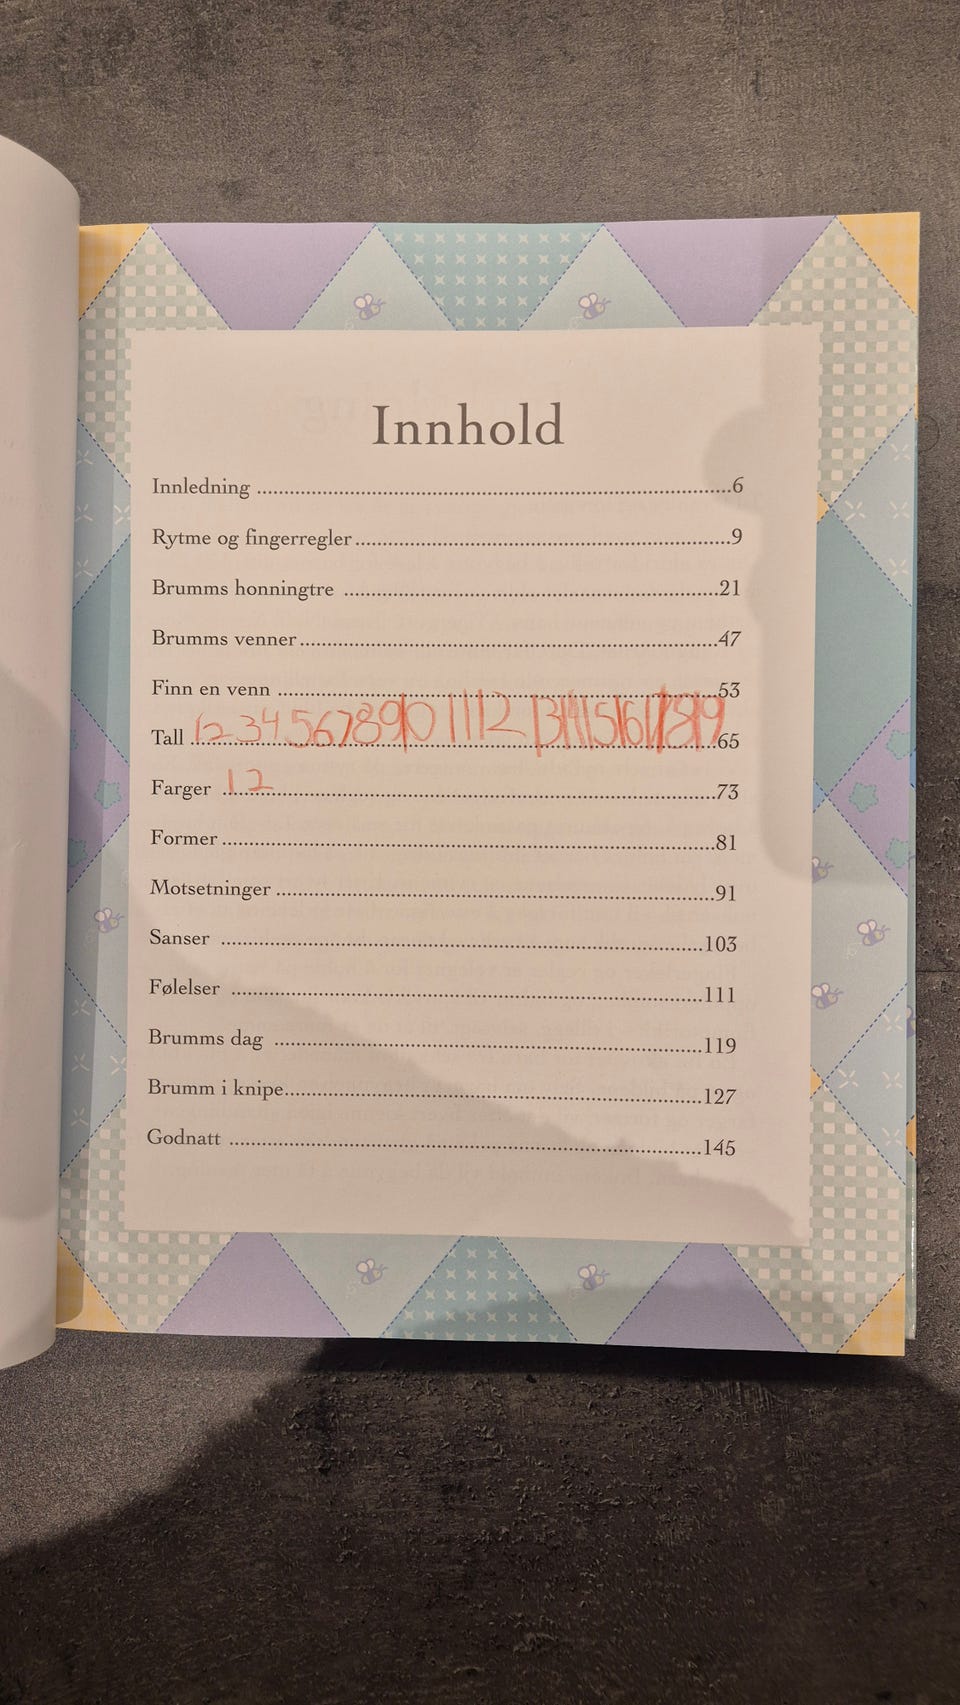 Innhold
Innledning ........................................6
Rytme og fingerregler ........................................9
Brumms honningtre ........................................21
Brumms venner ........................................47
Finn en venn ........................................53
1 2 3 4 5 6 7 8 9 10 11 12 13 14 15 16 17 18 19
Tall ........................................65
1 2
Farger ........................................73
Former ........................................81
Motsetninger ........................................91
Sanser ........................................103
Følelser ........................................111
Brumms dag ........................................119
Brumm i knipe ........................................127
Godnatt ........................................145